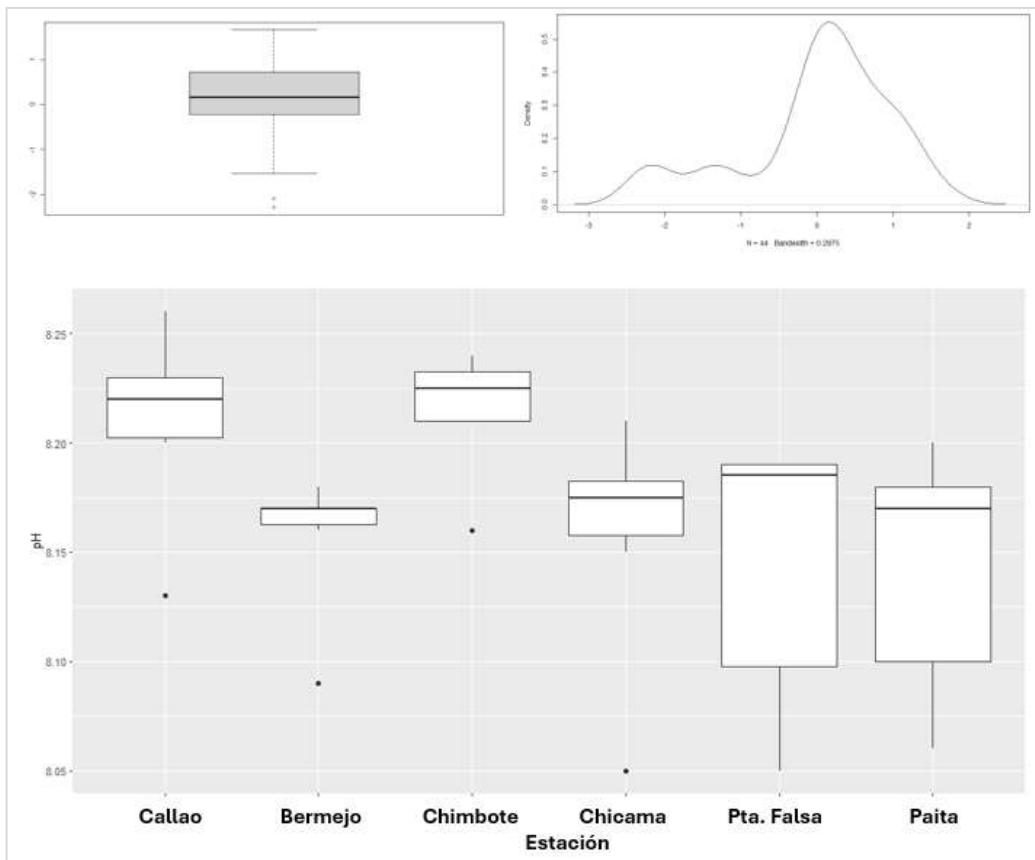 1
0
-1
-2
Density
0.5
0.4
0.3
0.2
0.1
0.0
-3 -2 -1 0 1 2
N = 44 Bandwidth = 0.2975
pH
8.25
8.20
8.15
8.10
8.05
Callao Bermejo Chimbote Chicama Pta. Falsa Paita
Estación